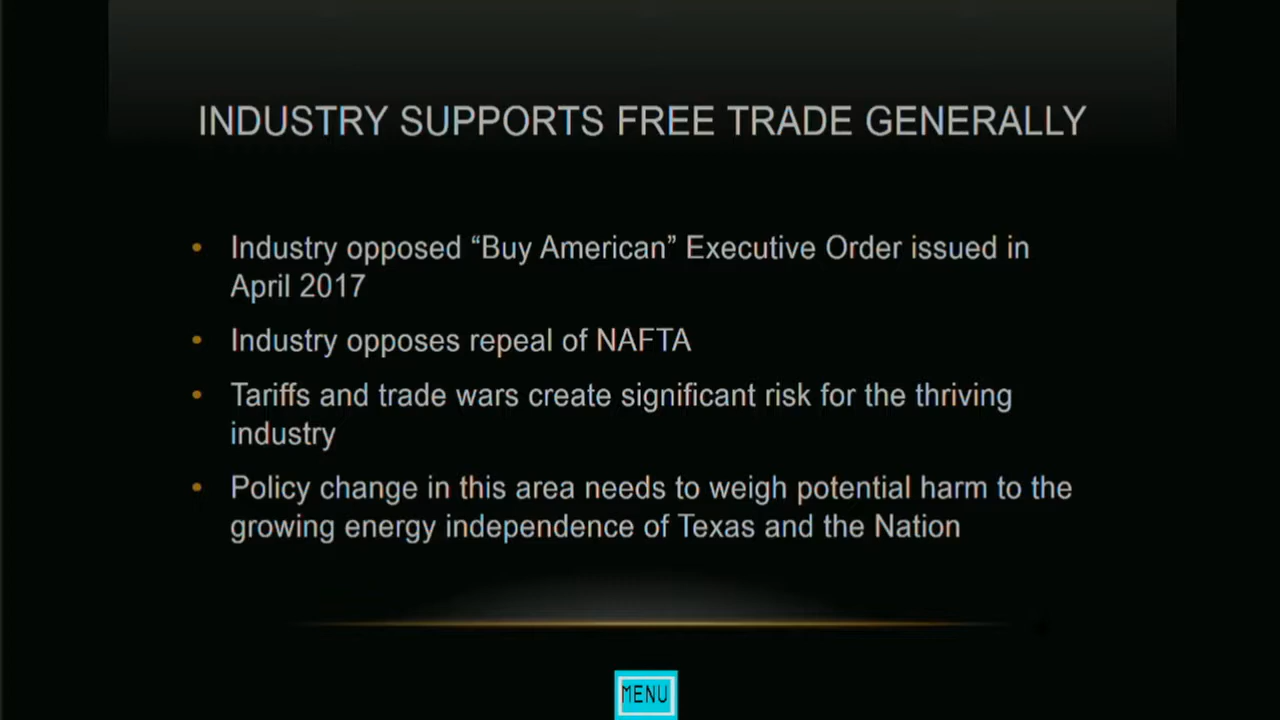 INDUSTRY SUPPORTS FREE TRADE GENERALLY
• Industry opposed “Buy American” Executive Order issued in
April 2017
• Industry opposes repeal of NAFTA
• Tariffs and trade wars create significant risk for the thriving
industry
• Policy change in this area needs to weigh potential harm to the
growing energy independence of Texas and the Nation
MENU